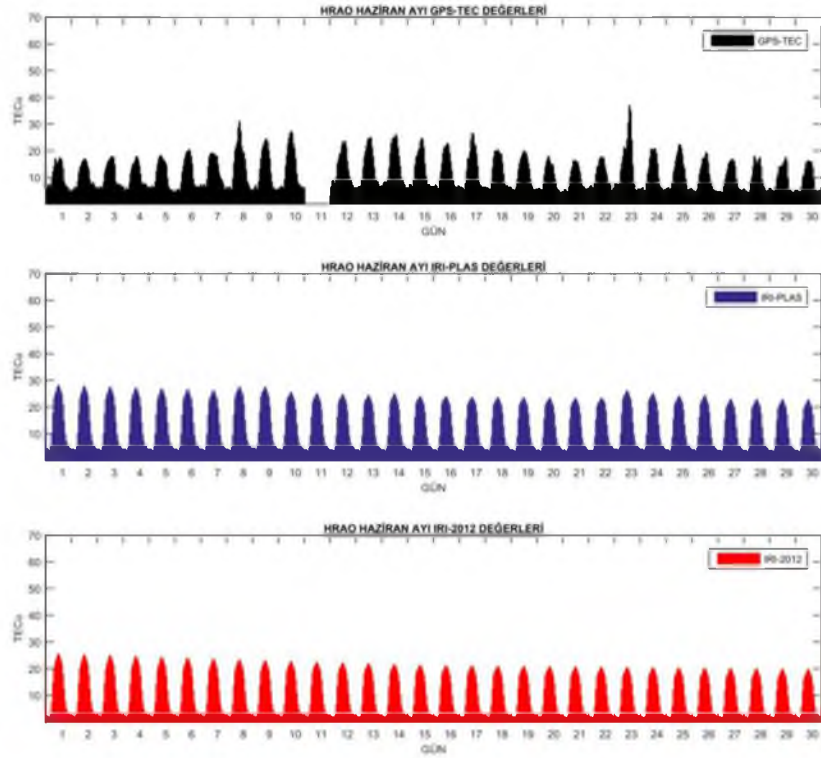 HRAO HAZİRAN AYI GPS-TEC DEĞERLERİ
70
60
50
40
30
20
10
TECu
GPS-TEC
1 2 3 4 5 6 7 8 9 10 11 12 13 14 15 16 17 18 19 20 21 22 23 24 25 26 27 28 29 30
GÜN
HRAO HAZİRAN AYI IRI-PLAS DEĞERLERİ
70
60
50
40
30
20
10
TECu
IRI-PLAS
1 2 3 4 5 6 7 8 9 10 11 12 13 14 15 16 17 18 19 20 21 22 23 24 25 26 27 28 29 30
GÜN
HRAO HAZİRAN AYI IRI-2012 DEĞERLERİ
70
60
50
40
30
20
10
TECu
IRI-2012
1 2 3 4 5 6 7 8 9 10 11 12 13 14 15 16 17 18 19 20 21 22 23 24 25 26 27 28 29 30
GÜN